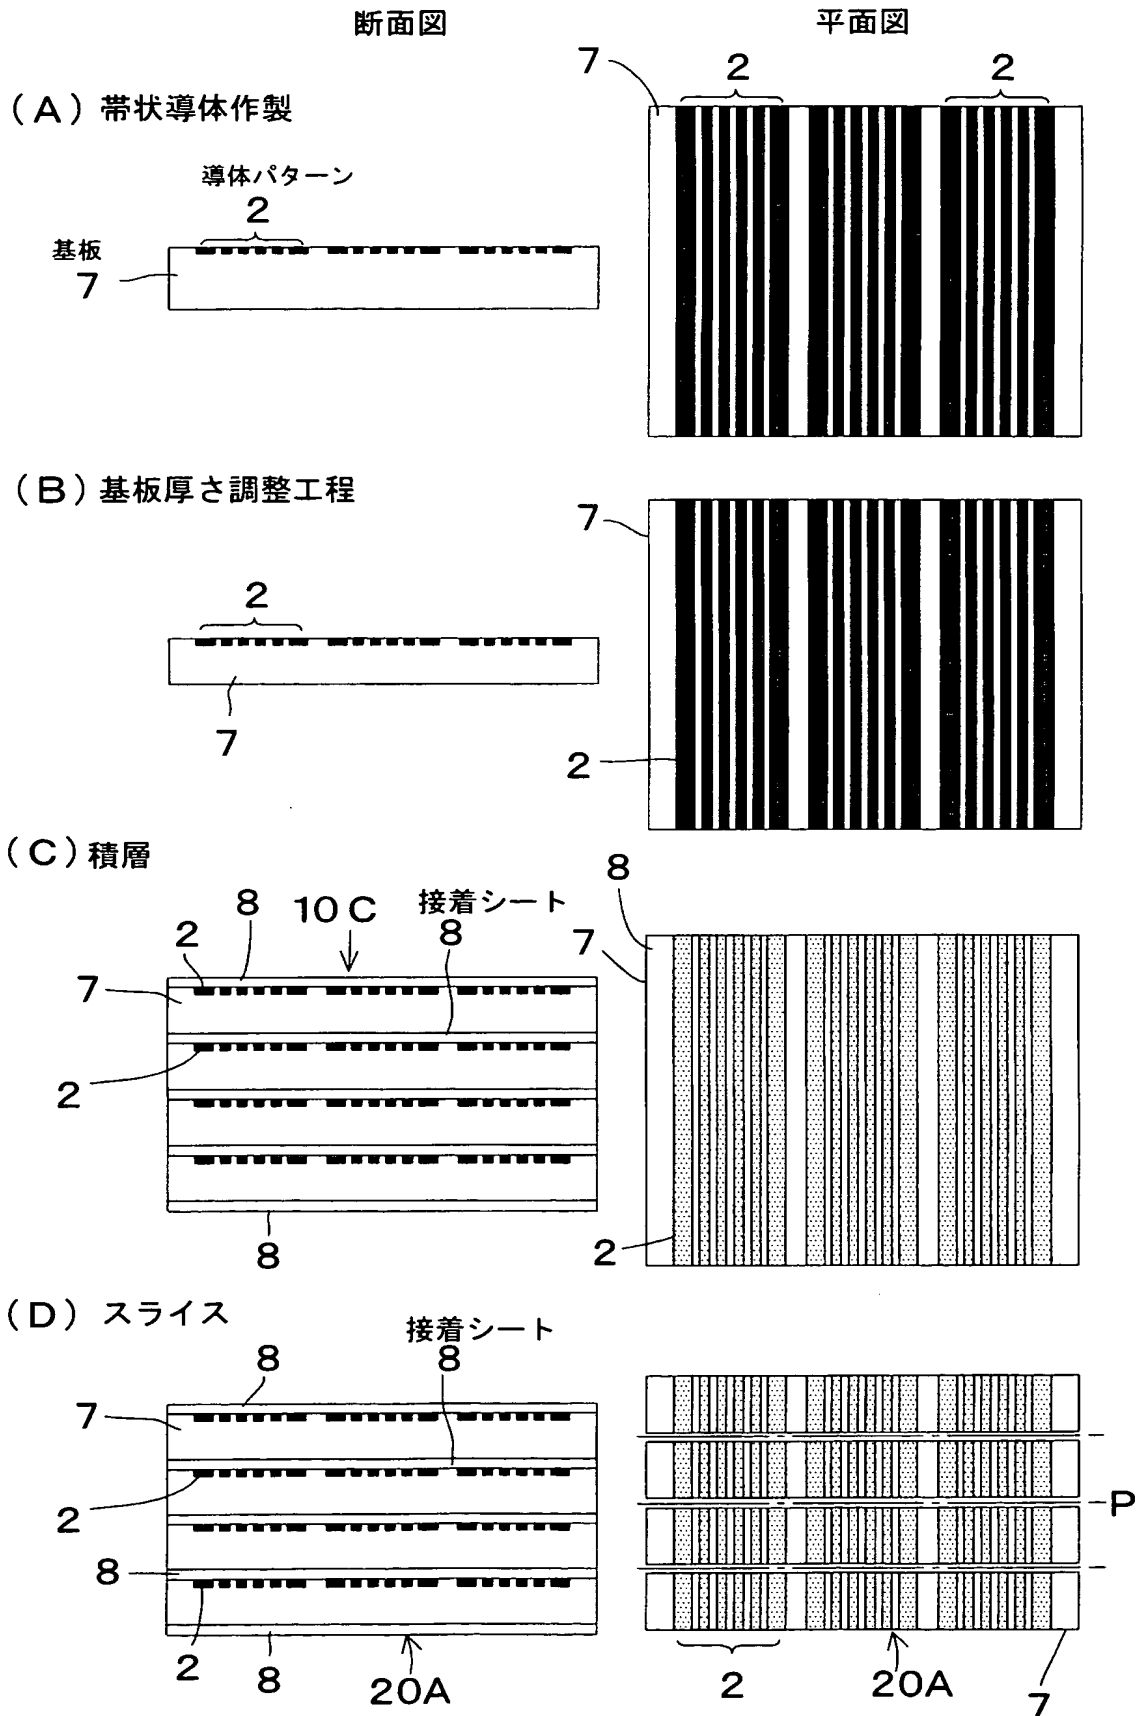 断面図 平面図
7 2 2
(A) 帯状導体作製
導体パターン
2
基板
7
(B) 基板厚さ調整工程
7
2
7
2
(C) 積層
8 10C 接着シート 8
2 8 7
7
2
2
8
(D) スライス
接着シート
8 8
7
2 P
8
2 8 20A 2 20A 7